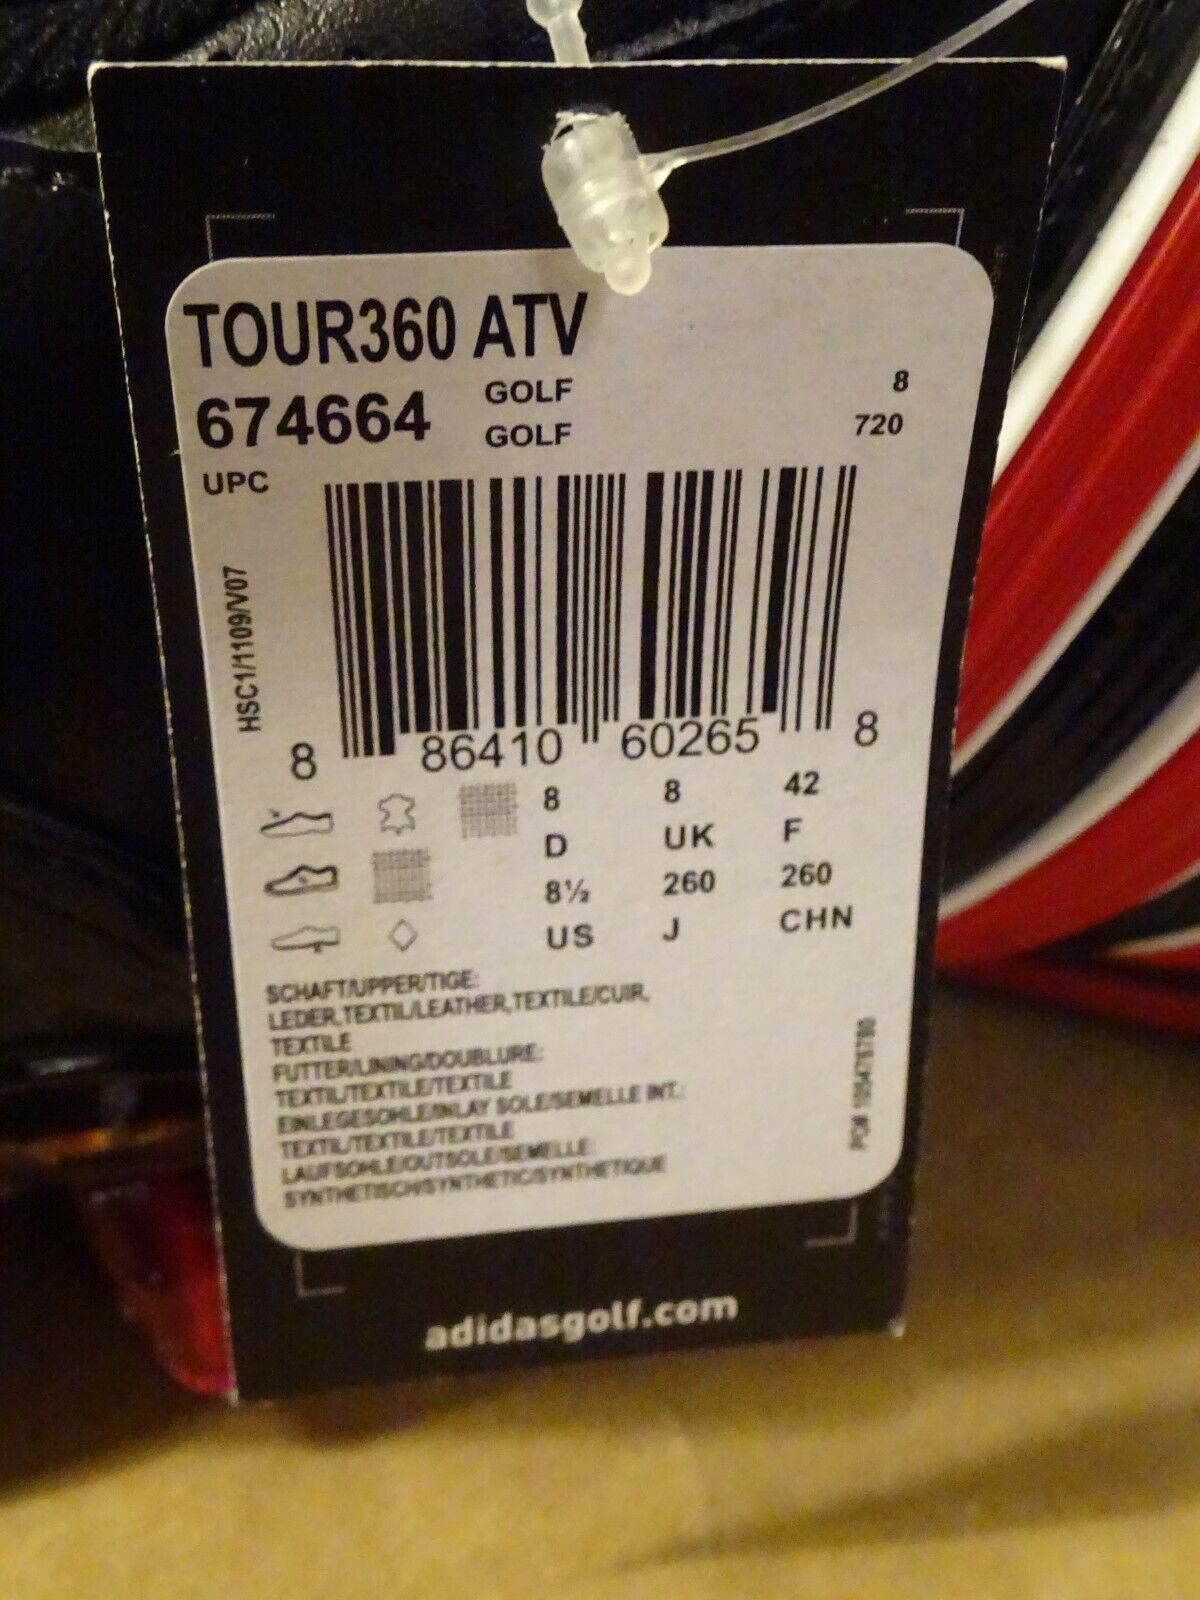 TOUR360 ATV
674664 GOLF 8
GOLF 720
UPC
HSC1/1109/V07
8 86410 60265 8
8 8 42
D UK F
8½ 260 260
US J CHN
SCHAFT/UPPER/TIGE:
LEDER,TEXTIL/LEATHER,TEXTILE/CUIR,
TEXTILE
FUTTER/LINING/DOUBLURE:
TEXTIL/TEXTILE/TEXTILE
EINLEGESOHLE/INLAY SOLE/SEMELLE INT.:
TEXTIL/TEXTILE/TEXTILE
LAUFSOHLE/OUTSOLE/SEMELLE:
SYNTHETISCH/SYNTHETIC/SYNTHETIQUE
PO#
adidasgolf.com